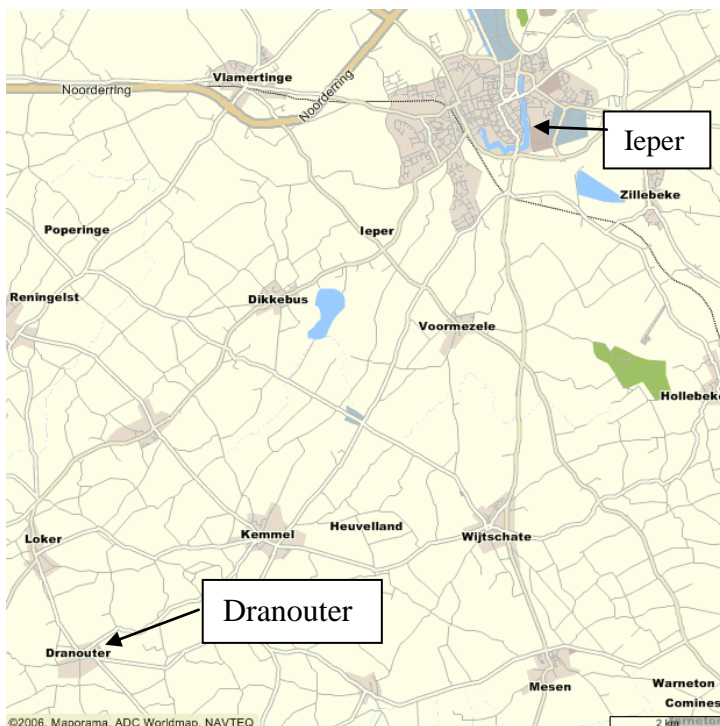 Vlamertinge
Noorderring
Noorderring
Ieper
Zillebeke
Poperinge
Ieper
Reningelst
Dikkebus
Voormezele
Hollebeke
Loker
Kemmel
Heuvelland
Wijtschate
Dranouter
Dranouter
Mesen
Warneton
Comines
©2006, Maporama, ADC Worldmap, NAVTEQ
2 km